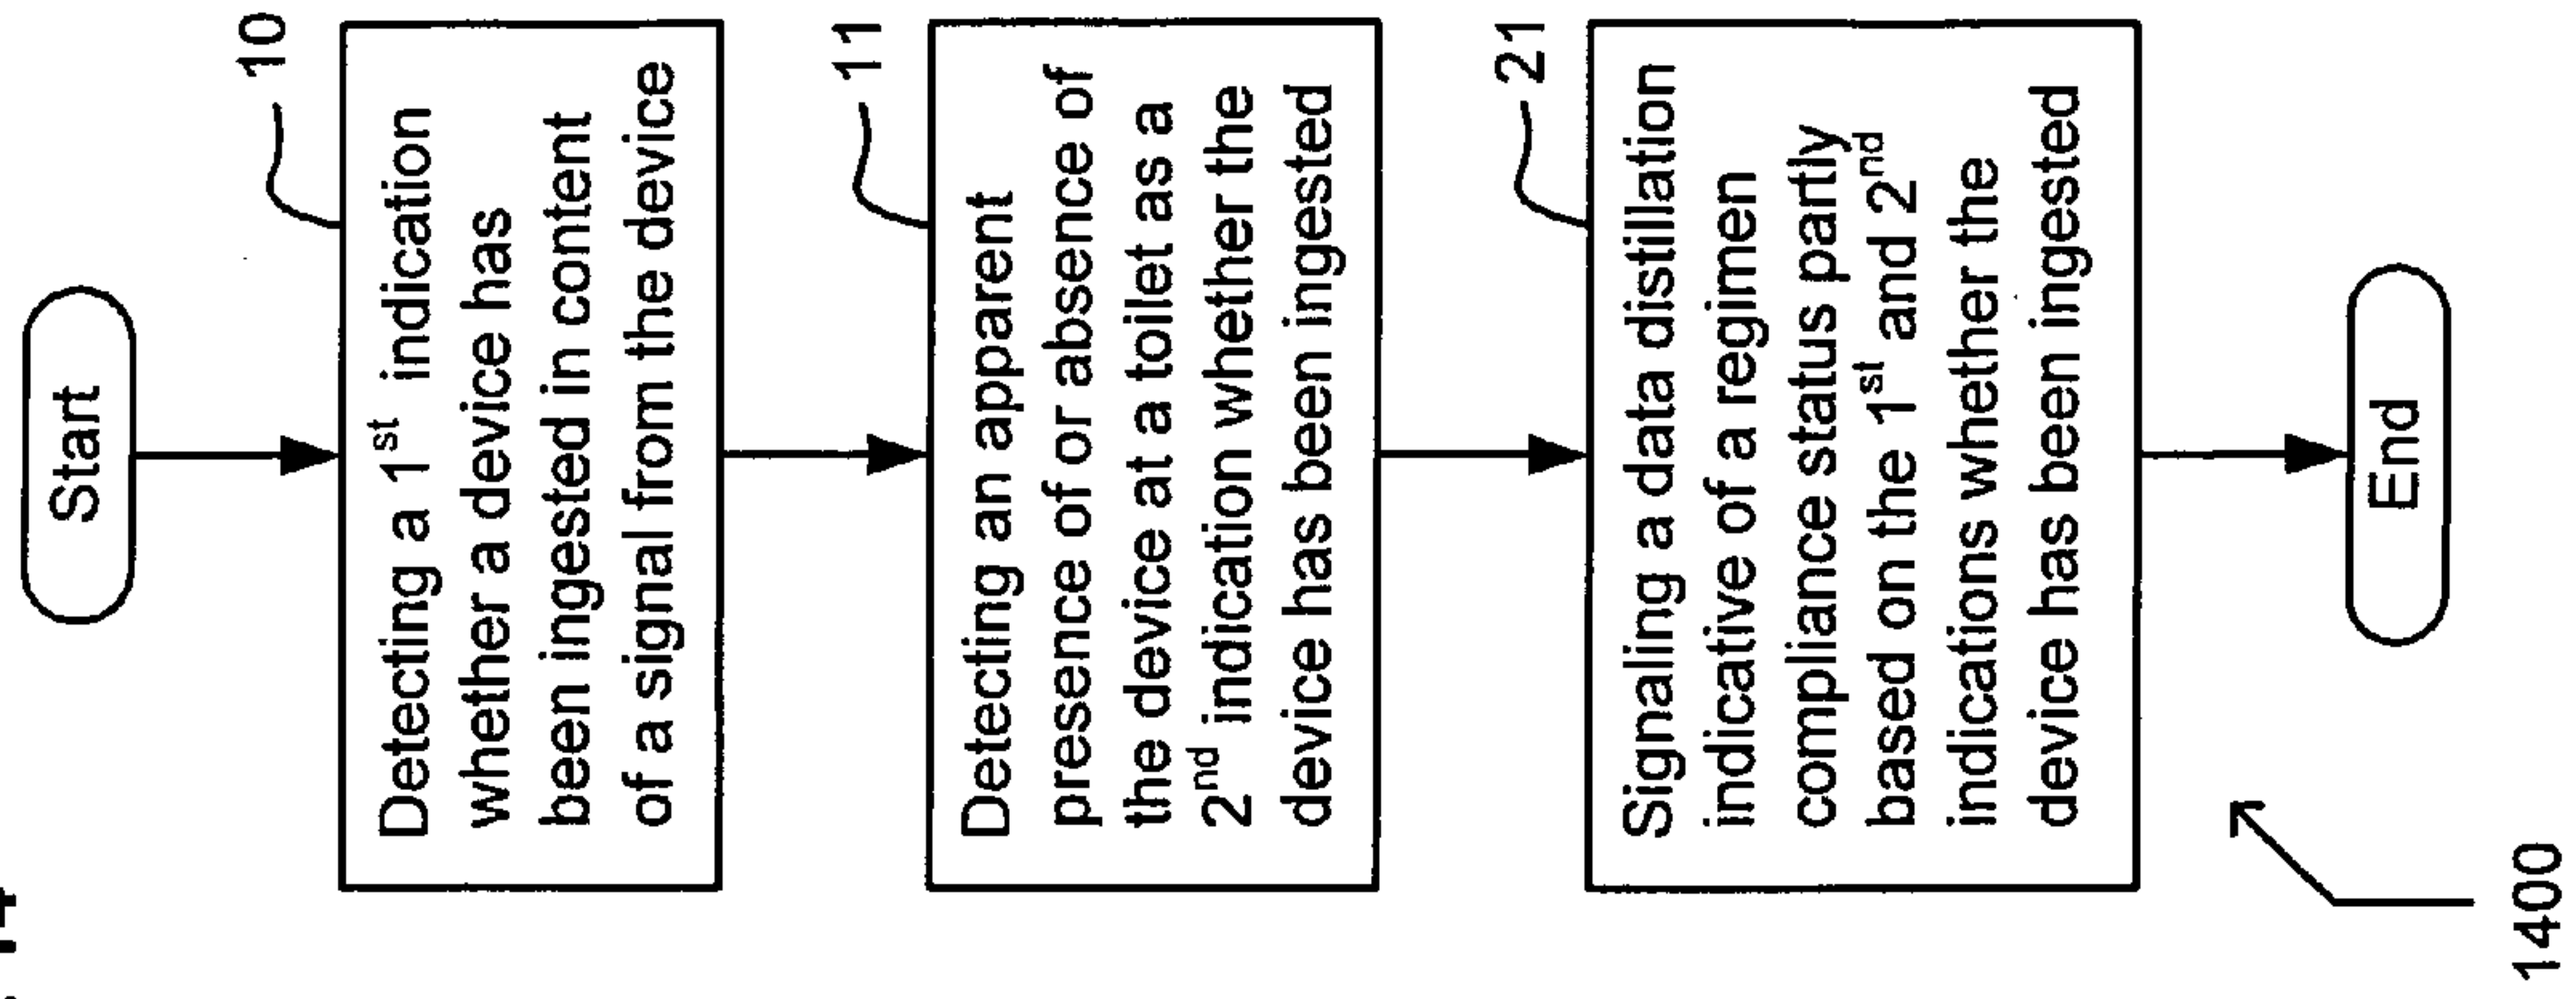 Start
10
Detecting a 1st indication
whether a device has
been ingested in content
of a signal from the device
11
Detecting an apparent
presence of or absence of
the device at a toilet as a
2nd indication whether the
device has been ingested
21
Signaling a data distillation
indicative of a regimen
compliance status partly
based on the 1st and 2nd
indications whether the
device has been ingested
End
1400